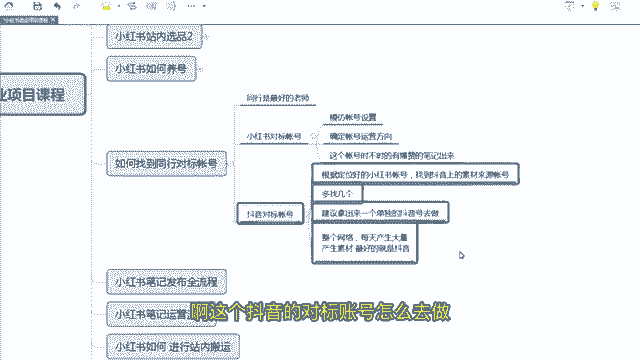 小红书站内选品2
小红书如何养号
业项目课程
如何找到同行对标帐号
同行是最好的老师
小红书对标帐号
模仿帐号设置
确定帐号运营方向
这个帐号时不时的有爆赞的笔记出来
抖音对标帐号
根据定位好的小红书帐号，找到抖音上的素材来源帐号
多找几个
建议拿出来一个单独的抖音号去做
整个网络，每天产生大量
产生素材 最好的就是抖音
小红书笔记发布全流程
小红书笔记运营
小红书如何 进行站内搬运
啊这个抖音的对标账号怎么去做